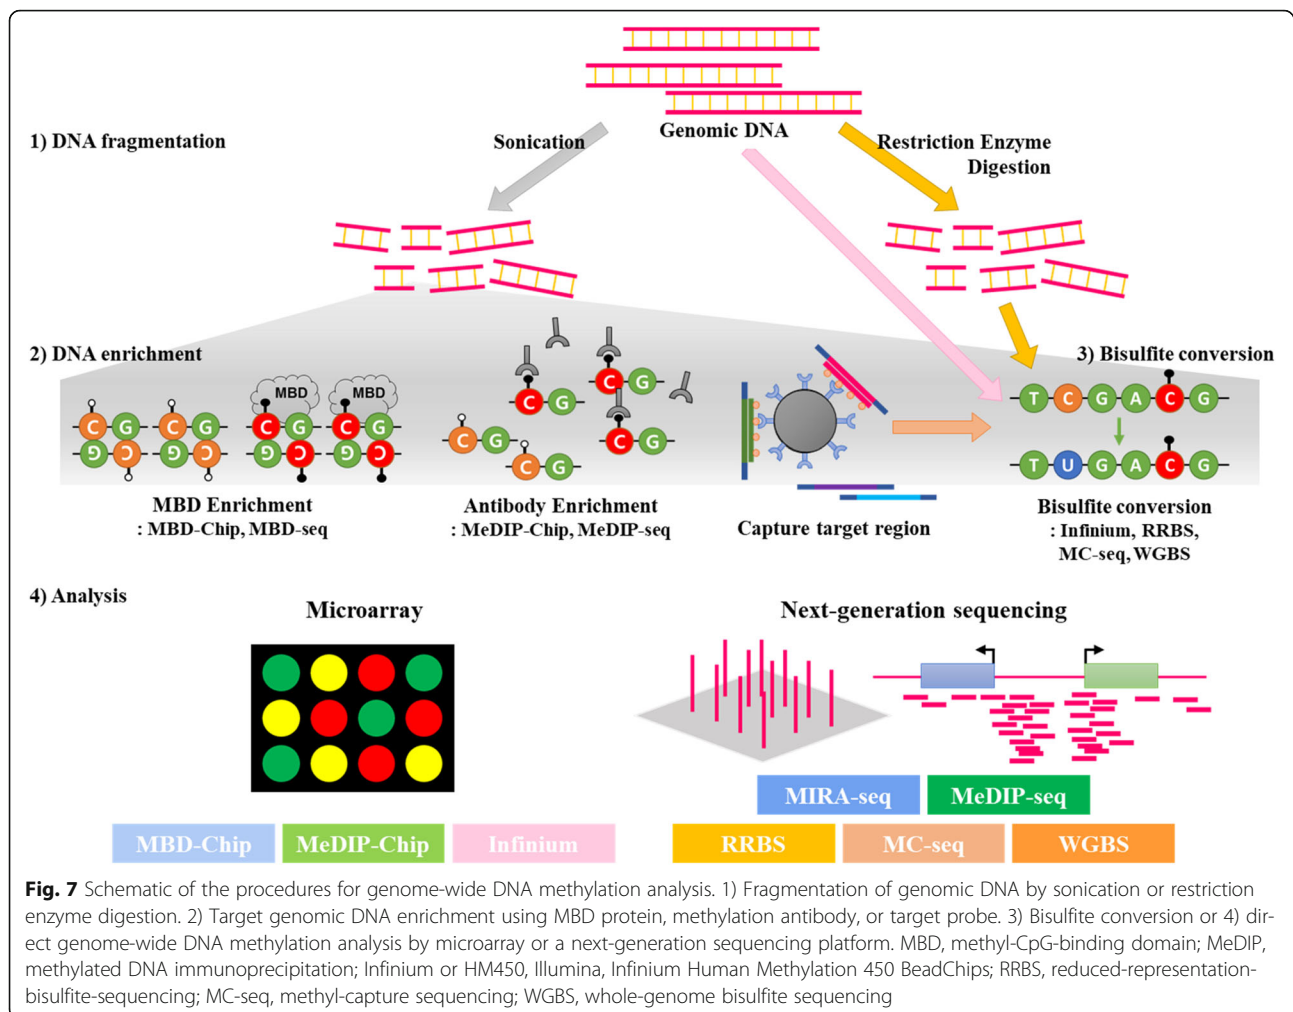 Genomic DNA
1) DNA fragmentation
Sonication
Restriction Enzyme
Digestion
2) DNA enrichment
3) Bisulfite conversion
MBD
MBD
C G
C G
C G
C G
G C
G C
G C
G C
C G
C G
C G
C G
C G
T C G A C G
T U G A C G
MBD Enrichment
: MBD-Chip, MBD-seq
Antibody Enrichment
: MeDIP-Chip, MeDIP-seq
Capture target region
Bisulfite conversion
: Infinium, RRBS,
MC-seq, WGBS
4) Analysis
Microarray
Next-generation sequencing
MIRA-seq
MeDIP-seq
MBD-Chip
MeDIP-Chip
Infinium
RRBS
MC-seq
WGBS
Fig. 7 Schematic of the procedures for genome-wide DNA methylation analysis. 1) Fragmentation of genomic DNA by sonication or restriction
enzyme digestion. 2) Target genomic DNA enrichment using MBD protein, methylation antibody, or target probe. 3) Bisulfite conversion or 4) dir-
ect genome-wide DNA methylation analysis by microarray or a next-generation sequencing platform. MBD, methyl-CpG-binding domain; MeDIP,
methylated DNA immunoprecipitation; Infinium or HM450, Illumina, Infinium Human Methylation 450 BeadChips; RRBS, reduced-representation-
bisulfite-sequencing; MC-seq, methyl-capture sequencing; WGBS, whole-genome bisulfite sequencing